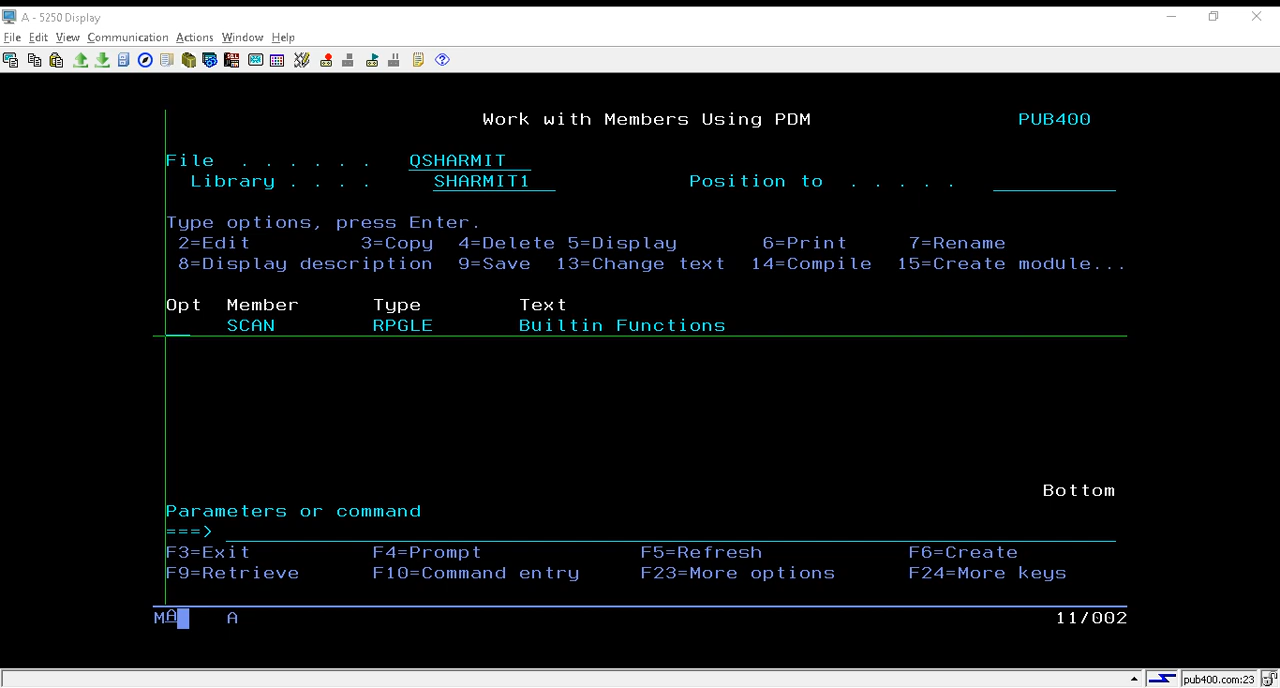 A - 5250 Display
File Edit View Communication Actions Window Help
Work with Members Using PDM PUB400
File . . . . . . QSHARMIT
Library . . . . SHARMIT1 Position to . . . . .
Type options, press Enter.
2=Edit 3=Copy 4=Delete 5=Display 6=Print 7=Rename
8=Display description 9=Save 13=Change text 14=Compile 15=Create module...
Opt Member Type Text
SCAN RPGLE Builtin Functions
Bottom
Parameters or command
===>
F3=Exit F4=Prompt F5=Refresh F6=Create
F9=Retrieve F10=Command entry F23=More options F24=More keys
MA A 11/002
pub400.com:23